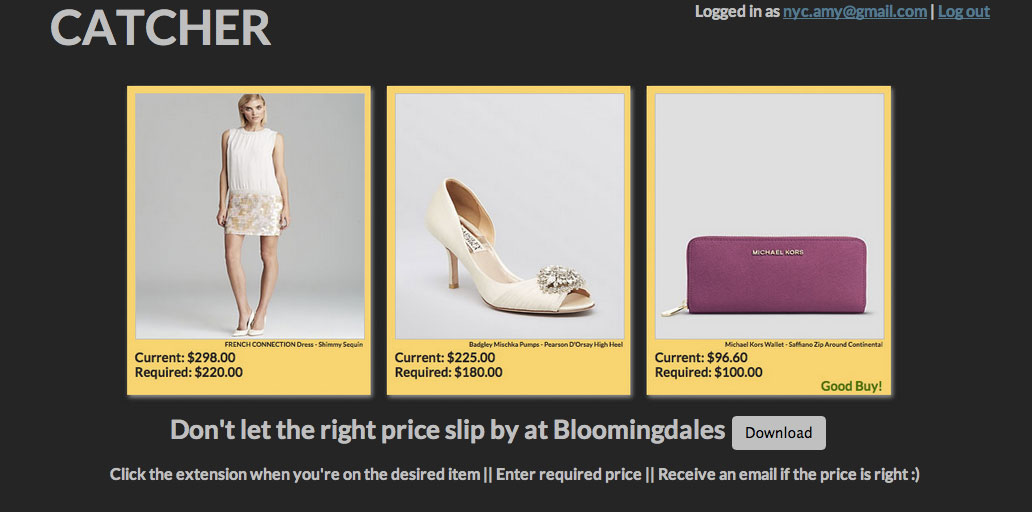 CATCHER
Logged in as nyc.amy@gmail.com | Log out
MICHAEL KORS
FRENCH CONNECTION Dress - Shimmy Sequin
Current: $298.00
Required: $220.00
Badgley Mischka Pumps - Pearson D'Orsay High Heel
Current: $225.00
Required: $180.00
Michael Kors Wallet - Saffiano Zip Around Continental
Current: $96.60
Required: $100.00
Good Buy!
Don't let the right price slip by at Bloomingdales Download
Click the extension when you're on the desired item || Enter required price || Receive an email if the price is right :)